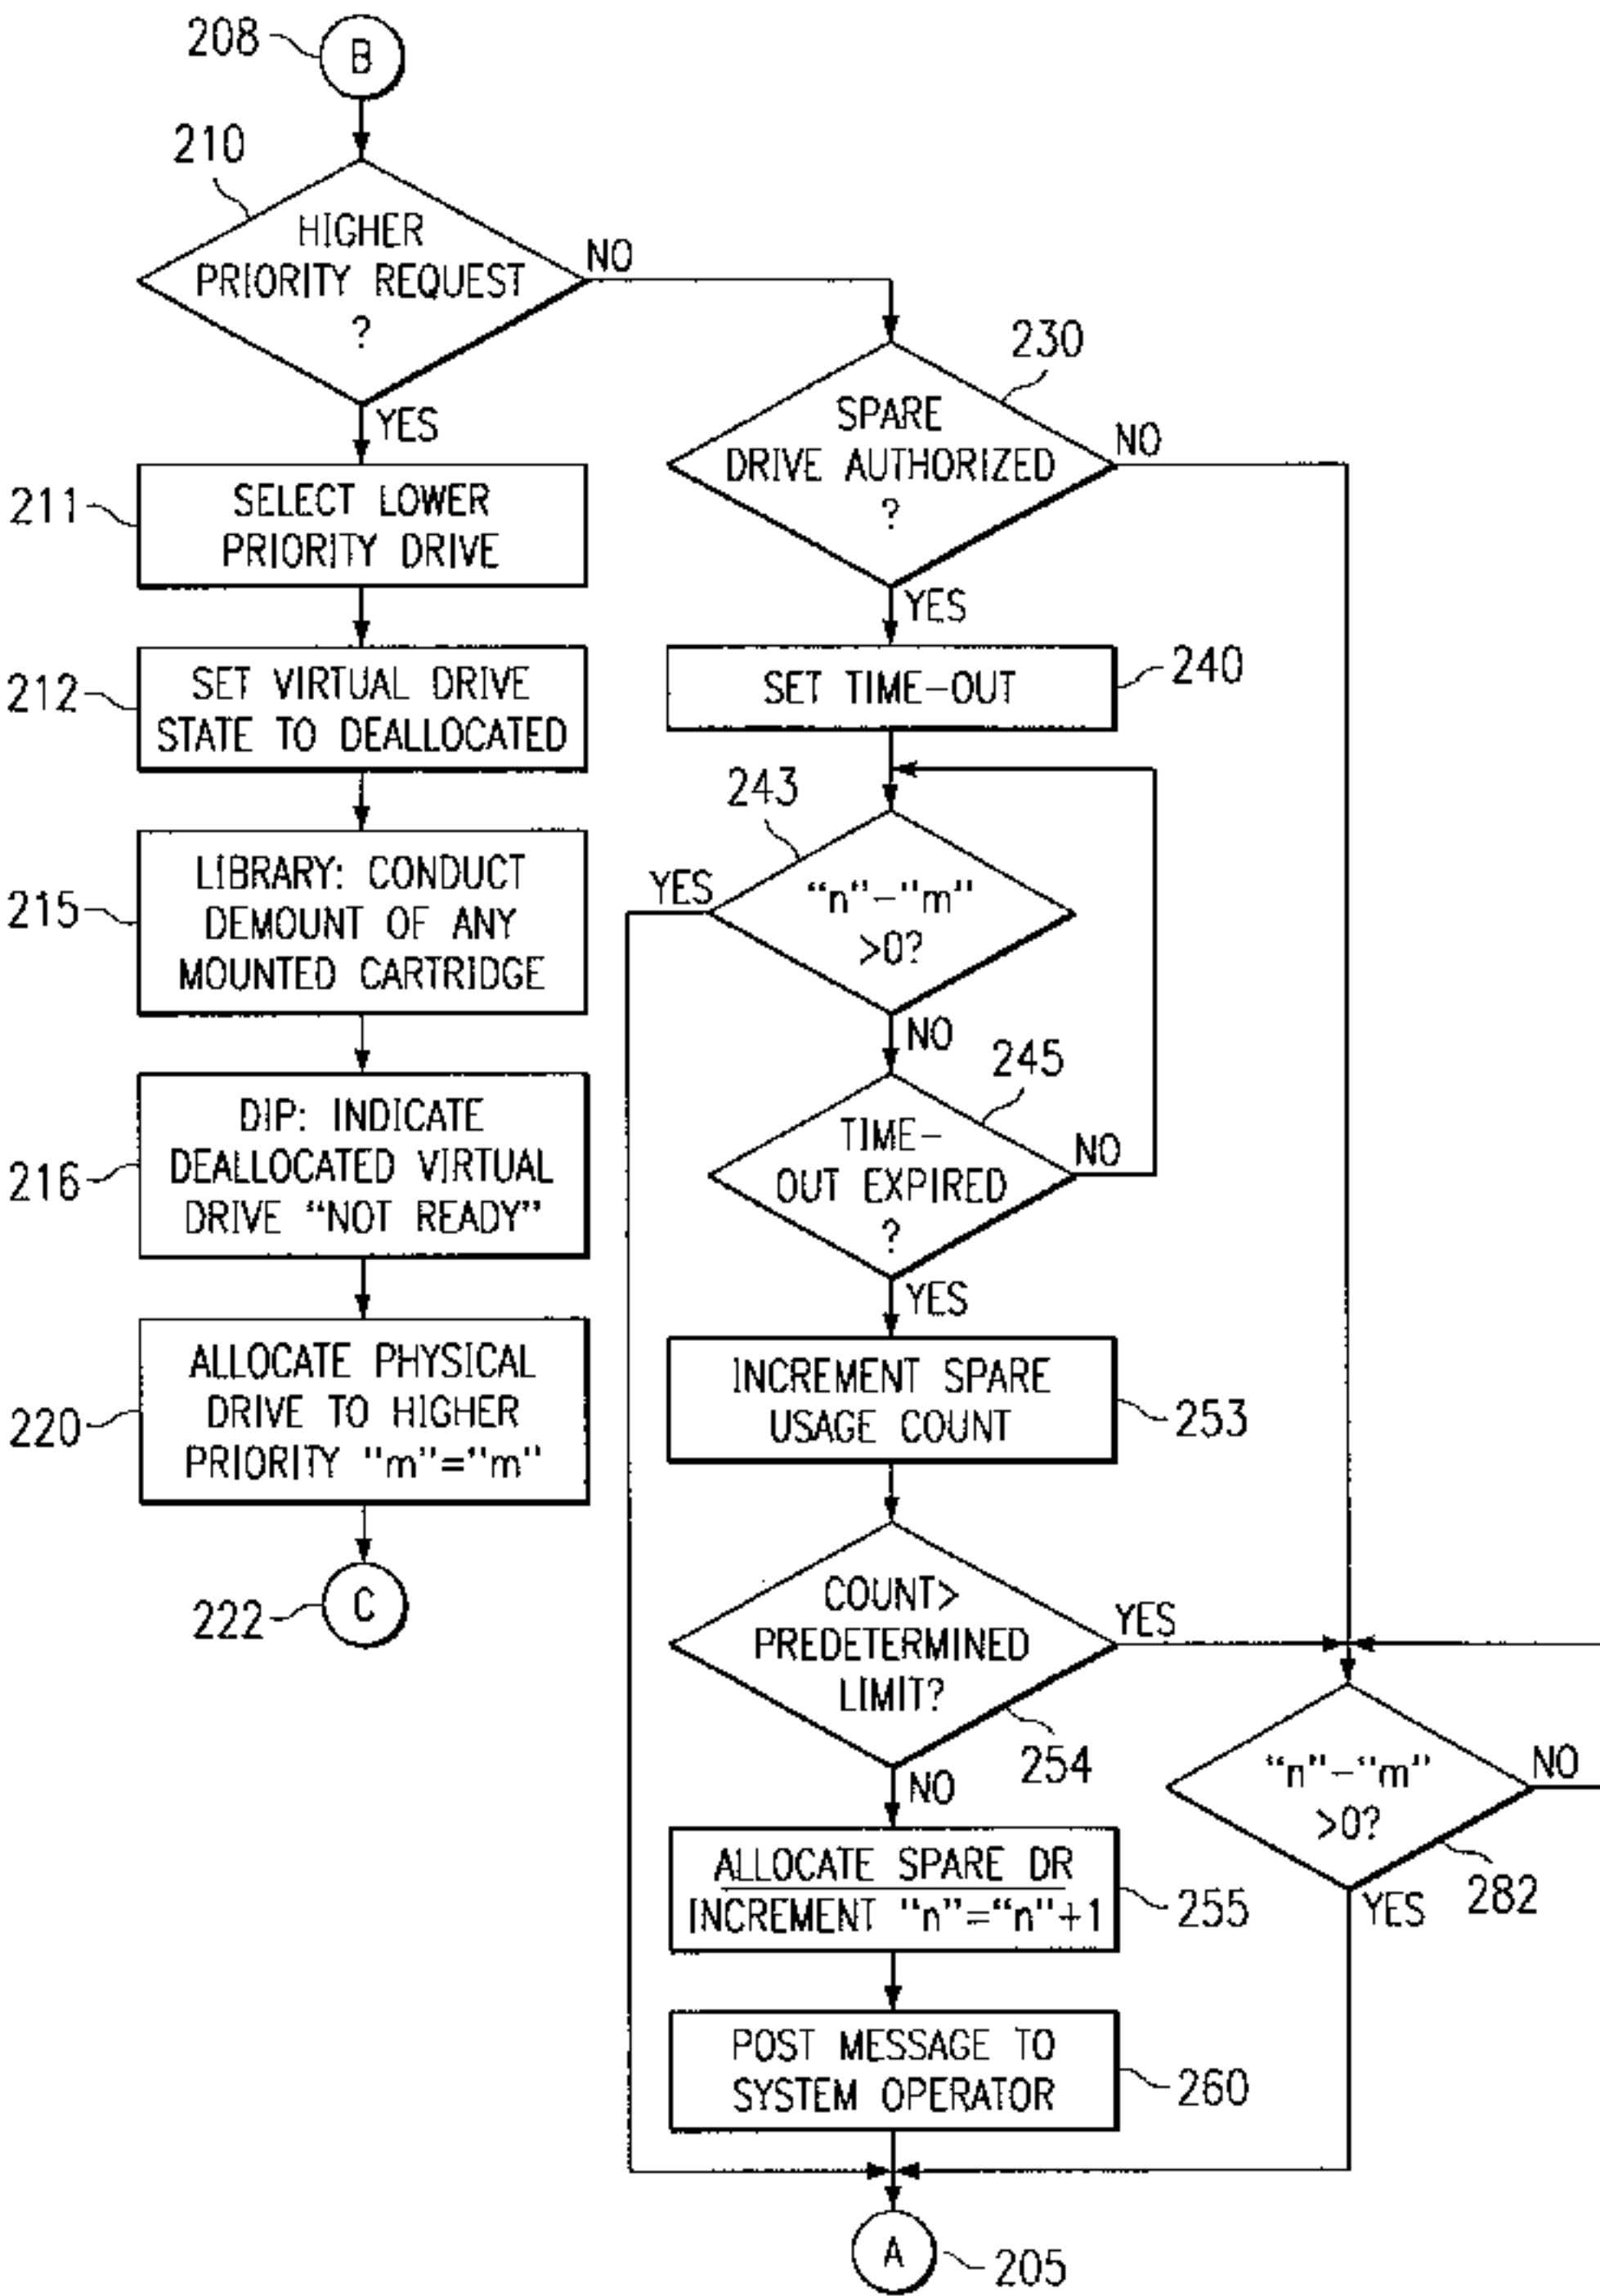 208
B
210
HIGHER
PRIORITY REQUEST
?
NO
YES
211
SELECT LOWER
PRIORITY DRIVE
212
SET VIRTUAL DRIVE
STATE TO DEALLOCATED
215
LIBRARY: CONDUCT
DEMOUNT OF ANY
MOUNTED CARTRIDGE
216
DIP: INDICATE
DEALLOCATED VIRTUAL
DRIVE “NOT READY”
220
ALLOCATE PHYSICAL
DRIVE TO HIGHER
PRIORITY "m"="m"
222
C
230
SPARE
DRIVE AUTHORIZED
?
NO
YES
SET TIME-OUT
240
243
YES
“n”-“m”
>0?
NO
245
TIME-
OUT EXPIRED
?
NO
YES
INCREMENT SPARE
USAGE COUNT
253
COUNT>
PREDETERMINED
LIMIT?
YES
254
NO
ALLOCATE SPARE DR
INCREMENT "n"="n"+1
255
POST MESSAGE TO
SYSTEM OPERATOR
260
“n”-“m”
>0?
NO
282
YES
A
205